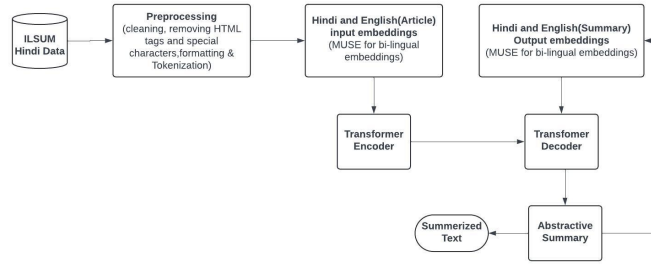 ILSUM
Hindi Data
Preprocessing
(cleaning, removing HTML
tags and special
characters,formatting &
Tokenization)
Hindi and English(Article)
input embeddings
(MUSE for bi-lingual
embeddings)
Hindi and English(Summary)
Output embeddings
(MUSE for bi-lingual embeddings)
Transformer
Encoder
Transfomer
Decoder
Summerized
Text
Abstractive
Summary